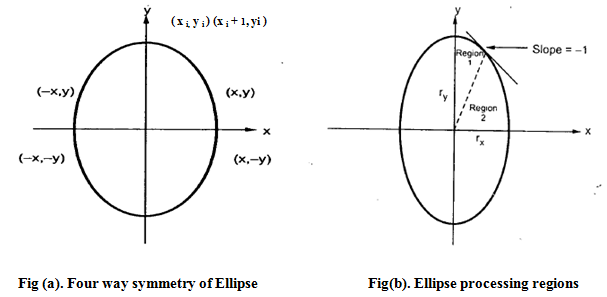 y
(x i, y i) (x i + 1, yi)
(–x,y)
(x,y)
x
(–x,–y)
(x,–y)
y
Slope = –1
Region
1
ry
Region
2
x
rx
Fig (a). Four way symmetry of Ellipse
Fig(b). Ellipse processing regions